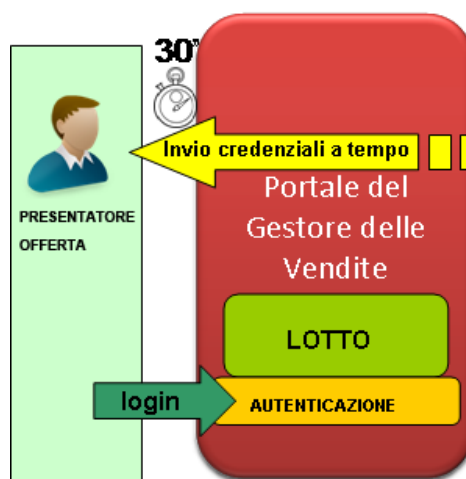 30"
Invio credenziali a tempo
Portale del
Gestore delle
Vendite
PRESENTATORE
OFFERTA
LOTTO
login
AUTENTICAZIONE